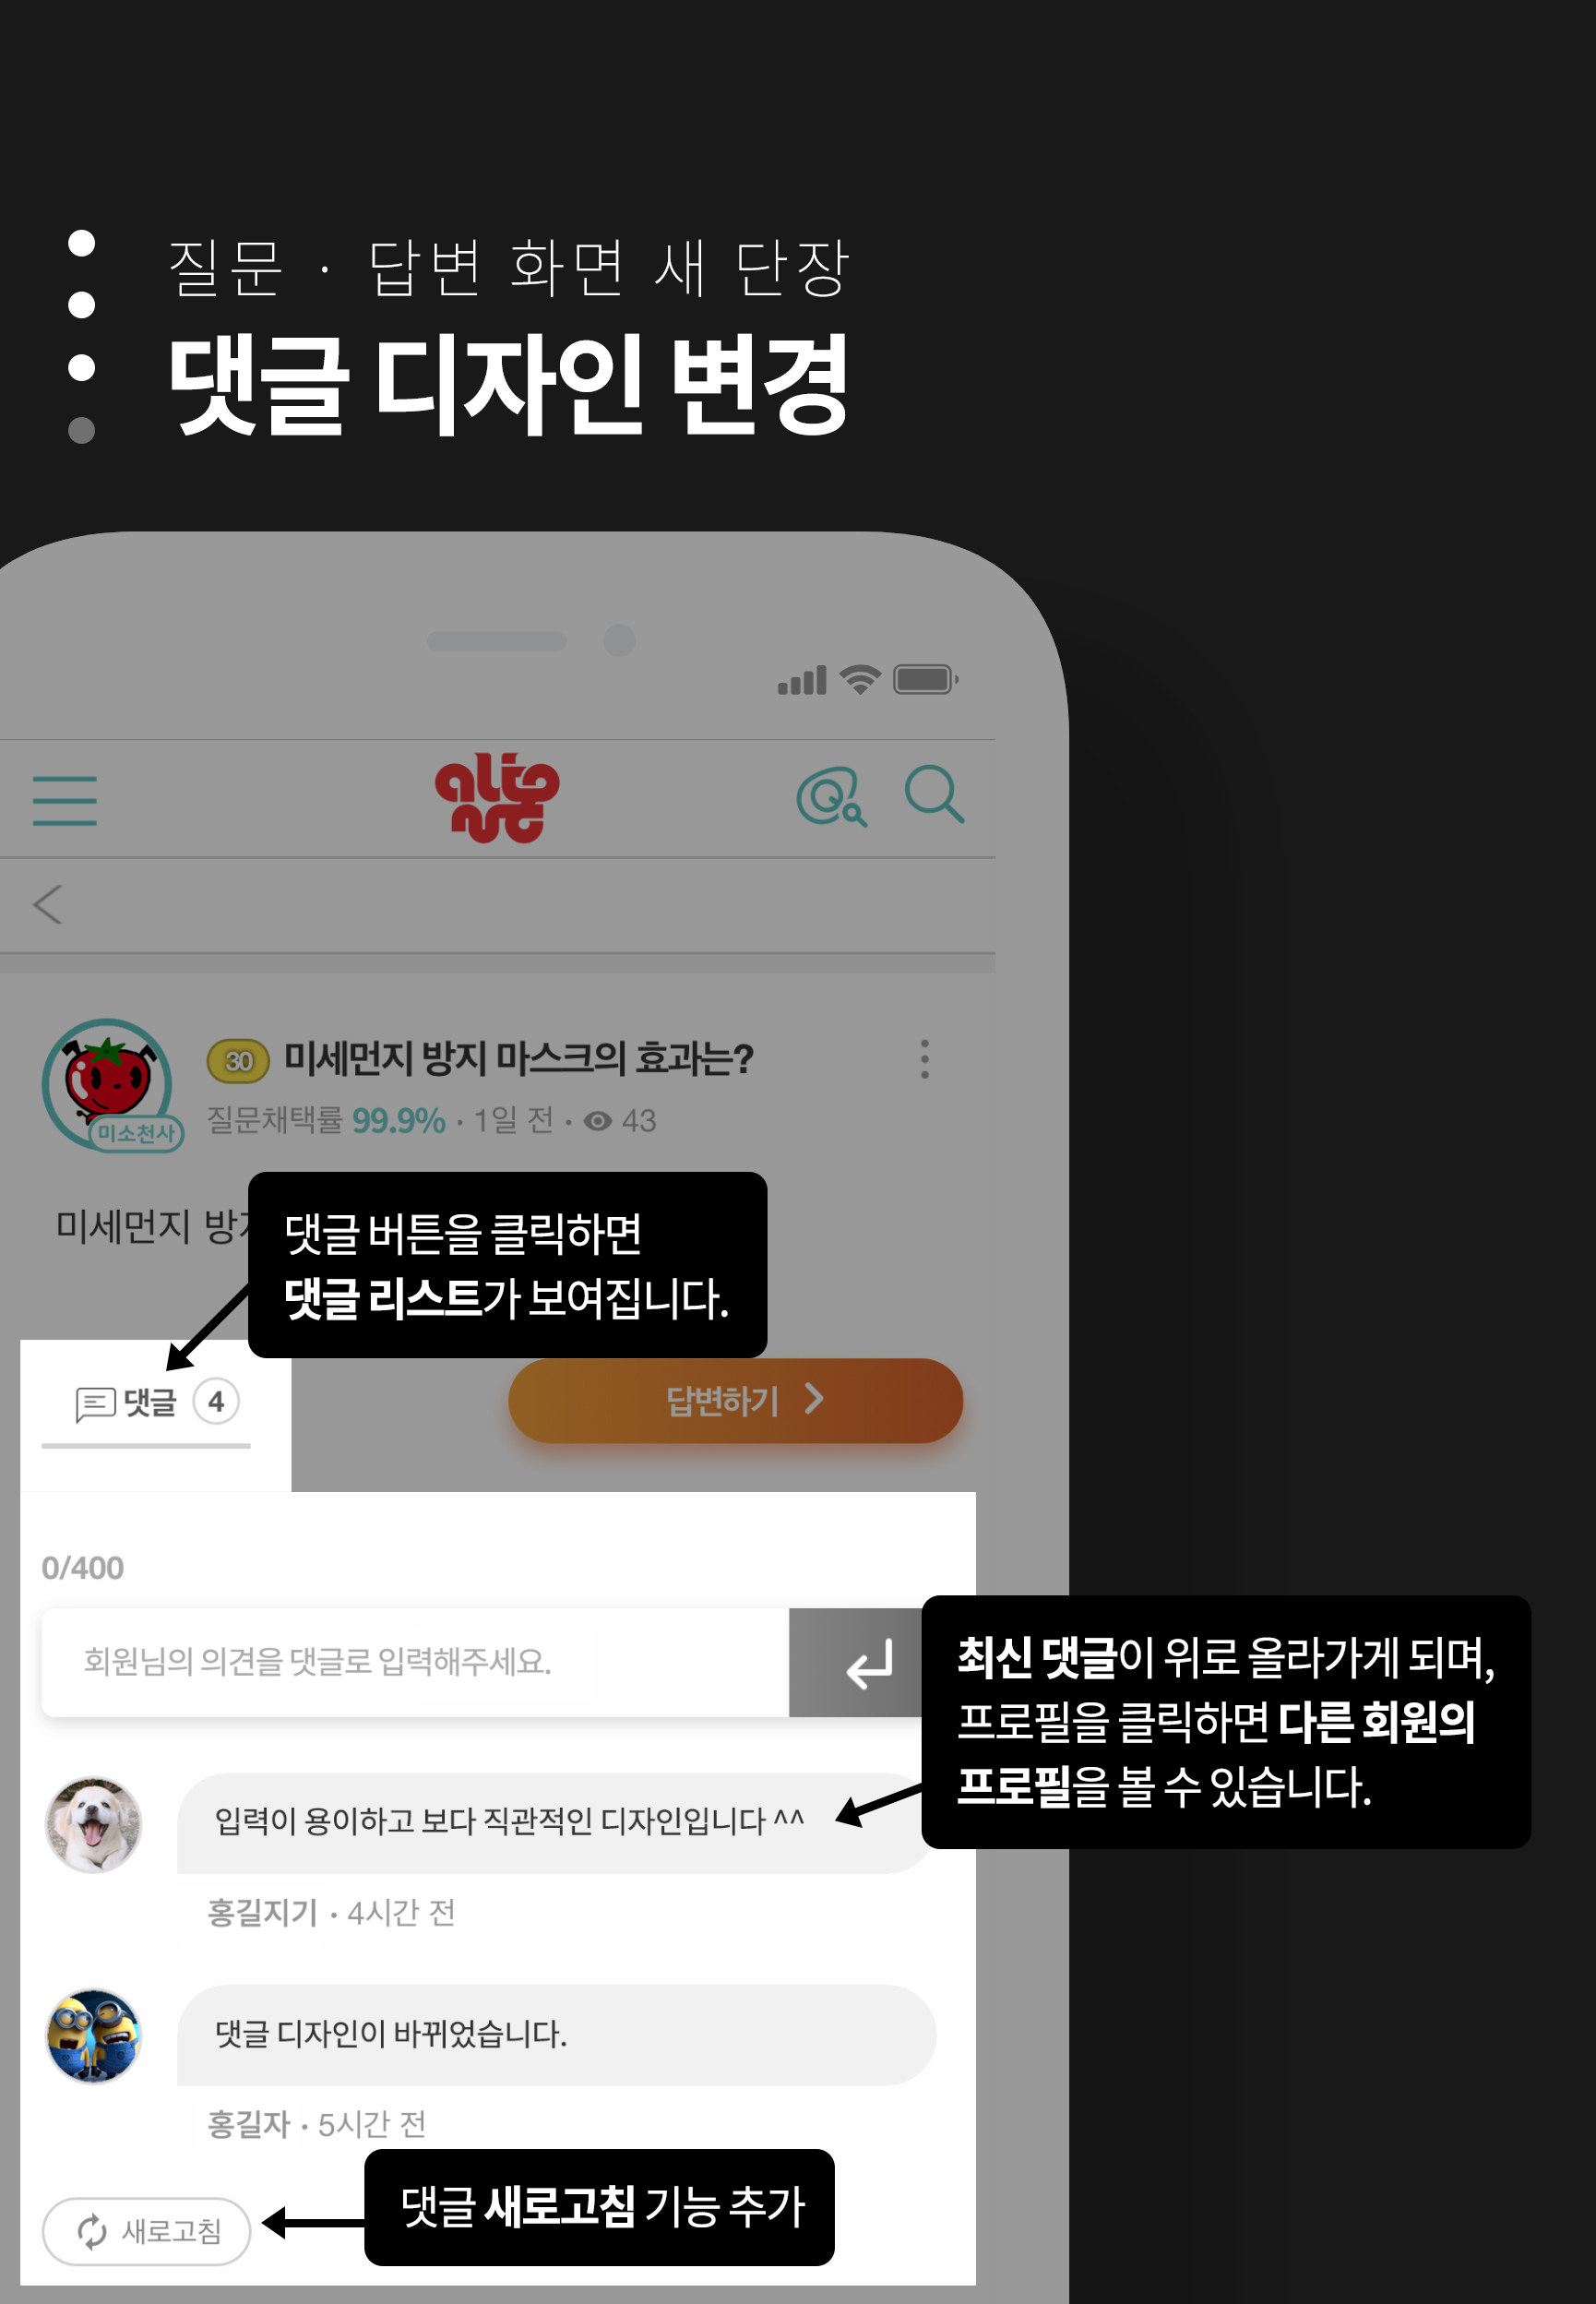 질문 · 답변 화면 새 단장
댓글 디자인 변경
30 미세먼지 방지 마스크의 효과는?
미소천사
질문채택률 99.9% · 1일 전 · 43
미세먼지 방
댓글 버튼을 클릭하면
댓글 리스트가 보여집니다.
댓글 4
답변하기
0/400
회원님의 의견을 댓글로 입력해주세요.
최신 댓글이 위로 올라가게 되며,
프로필을 클릭하면 다른 회원의
프로필을 볼 수 있습니다.
입력이 용이하고 보다 직관적인 디자인입니다 ^^
홍길지기 · 4시간 전
댓글 디자인이 바뀌었습니다.
홍길자 · 5시간 전
댓글 새로고침 기능 추가
새로고침